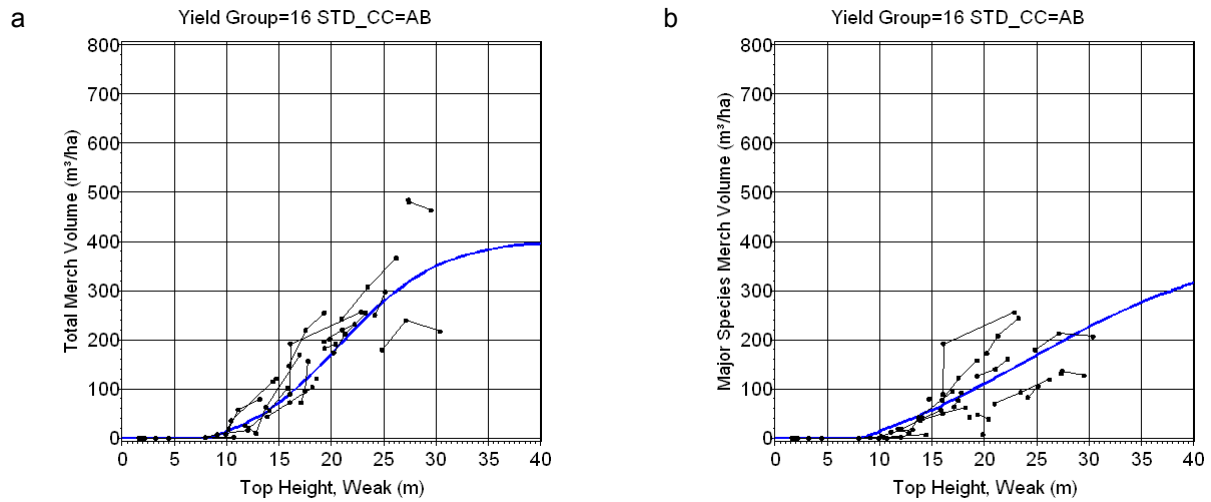 a
Yield Group=16 STD_CC=AB
Total Merch Volume (m³/ha)
800
700
600
500
400
300
200
100
0
0 5 10 15 20 25 30 35 40
Top Height, Weak (m)
b
Yield Group=16 STD_CC=AB
Major Species Merch Volume (m³/ha)
800
700
600
500
400
300
200
100
0
0 5 10 15 20 25 30 35 40
Top Height, Weak (m)